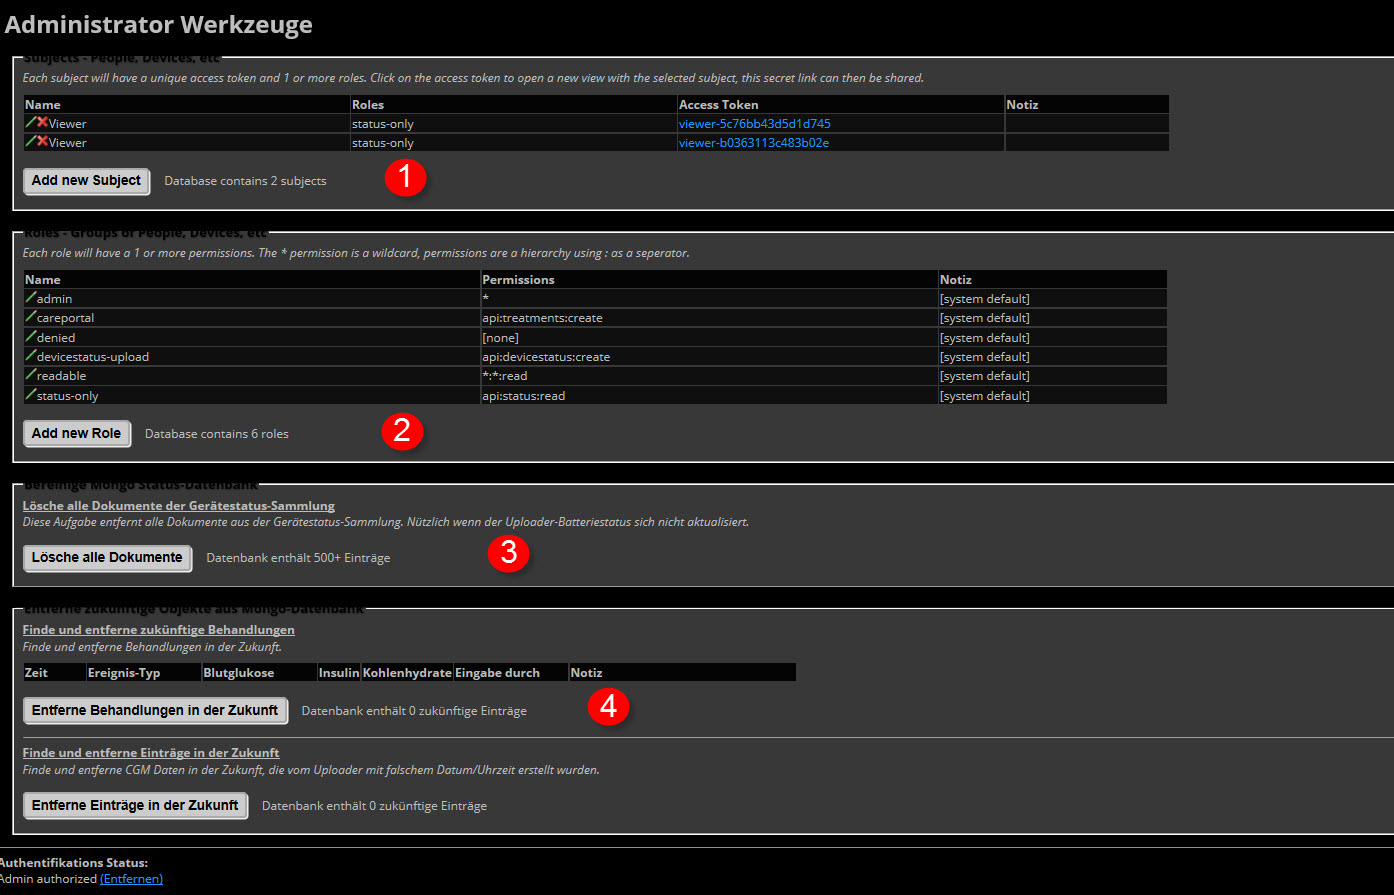 Administrator Werkzeuge
Subjects - People, Devices, etc
Each subject will have a unique access token and 1 or more roles. Click on the access token to open a new view with the selected subject, this secret link can then be shared.
Name Roles Access Token Notiz
Viewer status-only viewer-5c76bb43d5d1d745
Viewer status-only viewer-b0363113c483b02e
Add new Subject Database contains 2 subjects 1
Roles - Groups of People, Devices, etc
Each role will have a 1 or more permissions. The * permission is a wildcard, permissions are a hierarchy using : as a seperator.
Name Permissions Notiz
admin * [system default]
careportal api:treatments:create [system default]
denied [none] [system default]
devicestatus-upload api:devicestatus:create [system default]
readable *:*:read [system default]
status-only api:status:read [system default]
Add new Role Database contains 6 roles 2
Bereinige Mongo Status-Datenbank
Lösche alle Dokumente der Gerätestatus-Sammlung
Diese Aufgabe entfernt alle Dokumente aus der Gerätestatus-Sammlung. Nützlich wenn der Uploader-Batteriestatus sich nicht aktualisiert.
Lösche alle Dokumente Datenbank enthält 500+ Einträge 3
Entferne zukünftige Objekte aus Mongo-Datenbank
Finde und entferne zukünftige Behandlungen
Finde und entferne Behandlungen in der Zukunft.
Zeit Ereignis-Typ Blutglukose Insulin Kohlenhydrate Eingabe durch Notiz
Entferne Behandlungen in der Zukunft Datenbank enthält 0 zukünftige Einträge 4
Finde und entferne Einträge in der Zukunft
Finde und entferne CGM Daten in der Zukunft, die vom Uploader mit falschem Datum/Uhrzeit erstellt wurden.
Entferne Einträge in der Zukunft Datenbank enthält 0 zukünftige Einträge
Authentifikations Status:
Admin authorized (Entfernen)